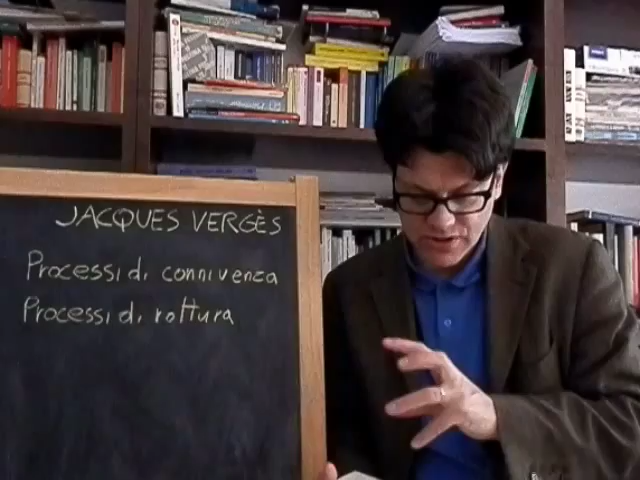 JACQUES VERGÈS
Processi di connivenza
Processi di rottura